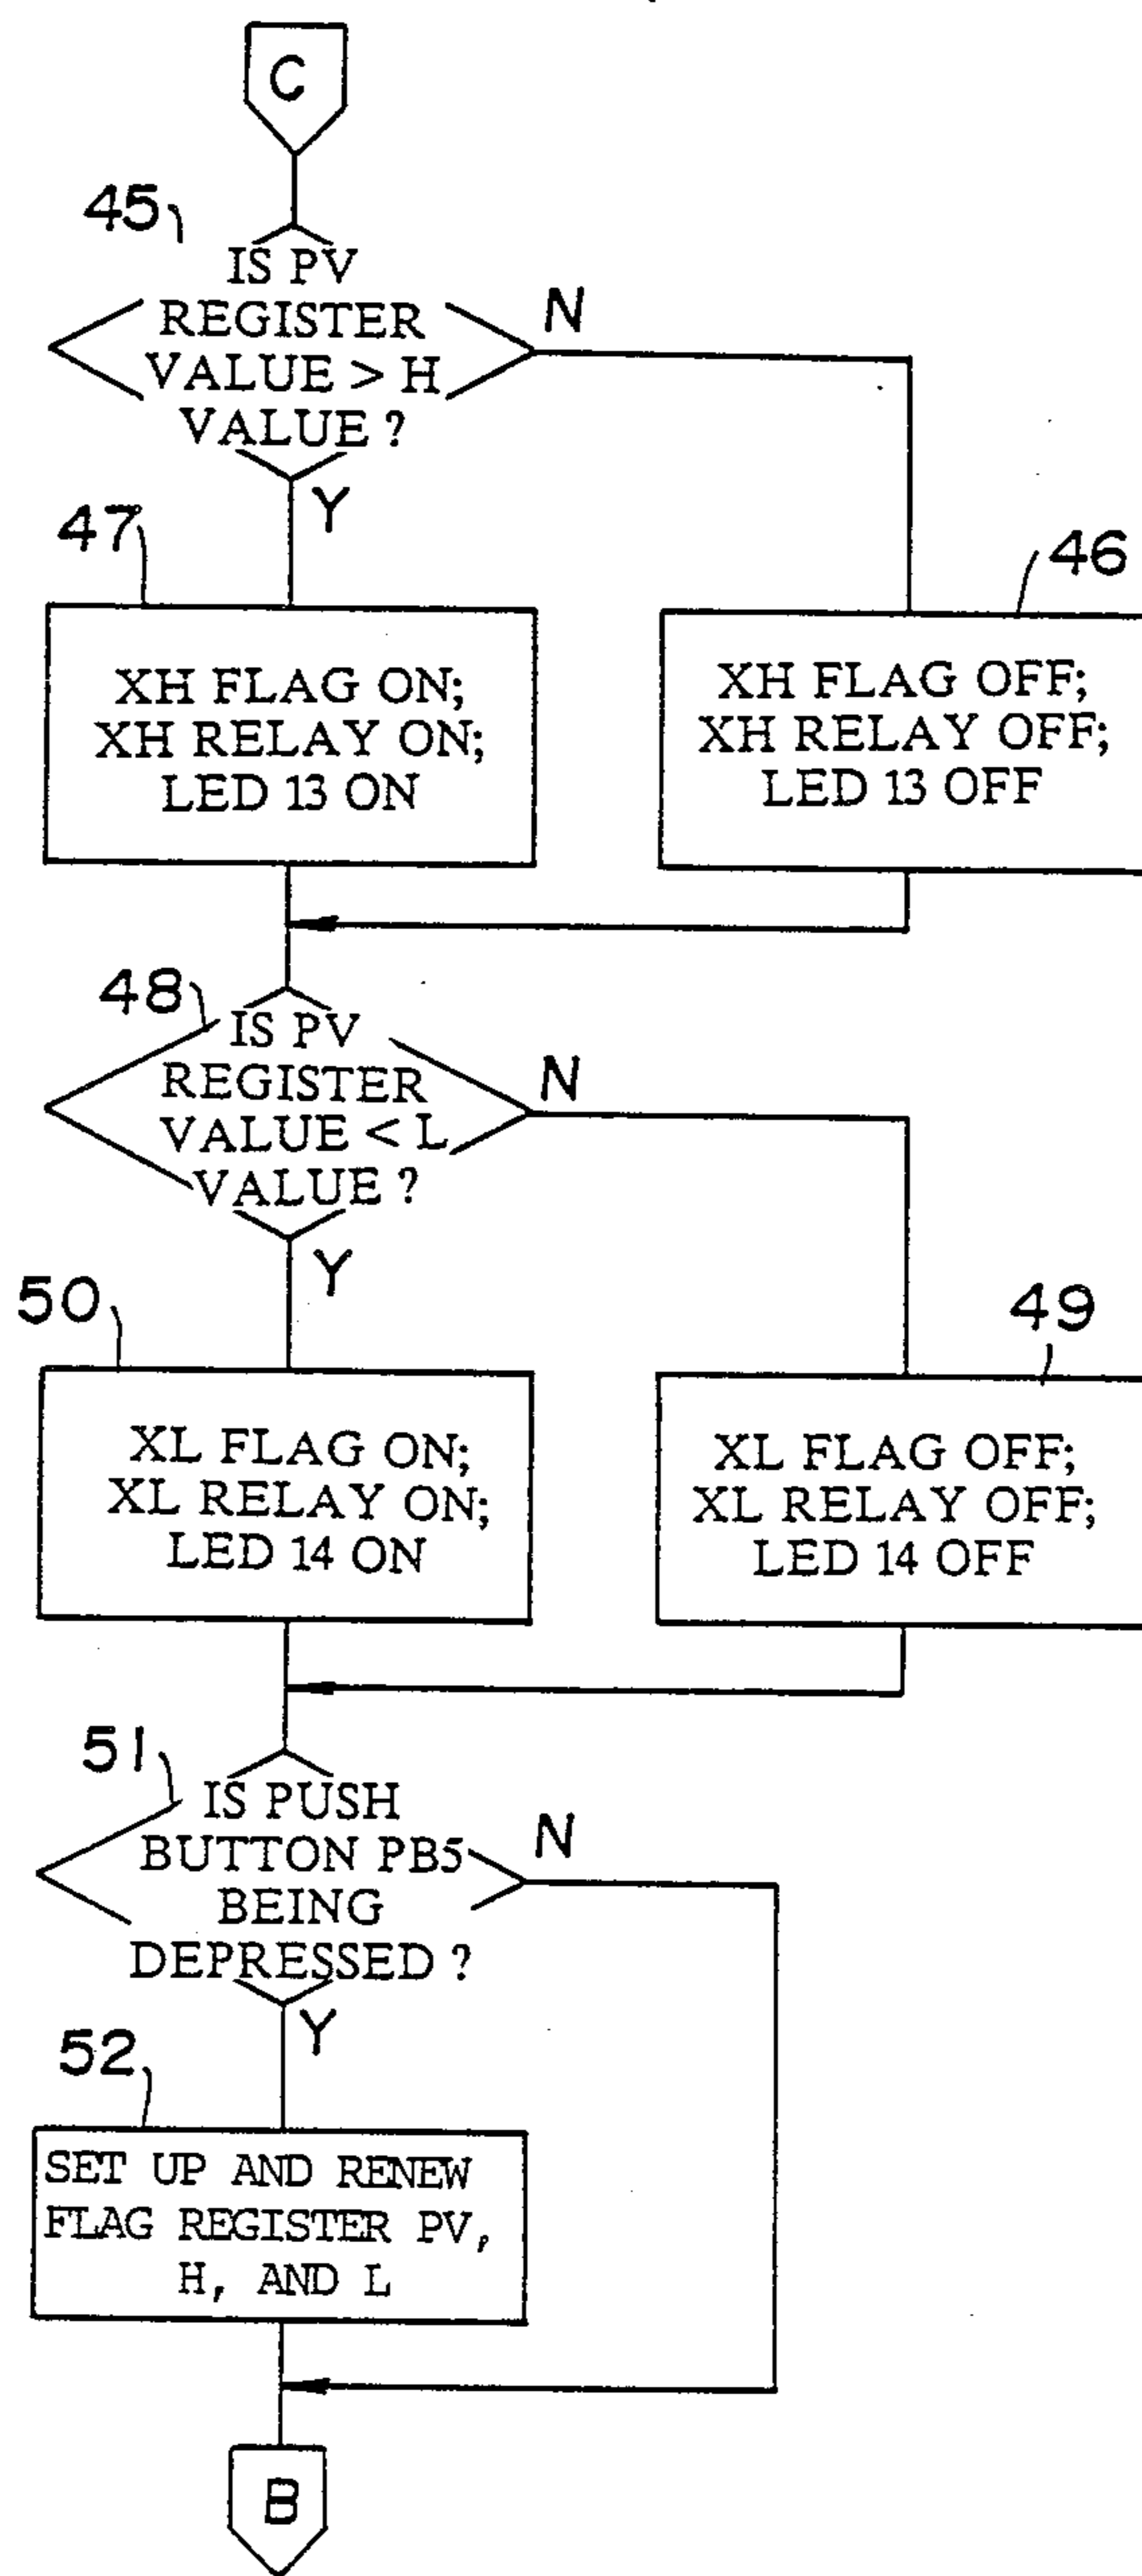 C
45
IS PV
REGISTER
VALUE > H
VALUE ?
N
Y
47
XH FLAG ON;
XH RELAY ON;
LED 13 ON
46
XH FLAG OFF;
XH RELAY OFF;
LED 13 OFF
48
IS PV
REGISTER
VALUE < L
VALUE ?
N
Y
50
XL FLAG ON;
XL RELAY ON;
LED 14 ON
49
XL FLAG OFF;
XL RELAY OFF;
LED 14 OFF
51
IS PUSH
BUTTON PB5
BEING
DEPRESSED ?
N
Y
52
SET UP AND RENEW
FLAG REGISTER PV,
H, AND L
B